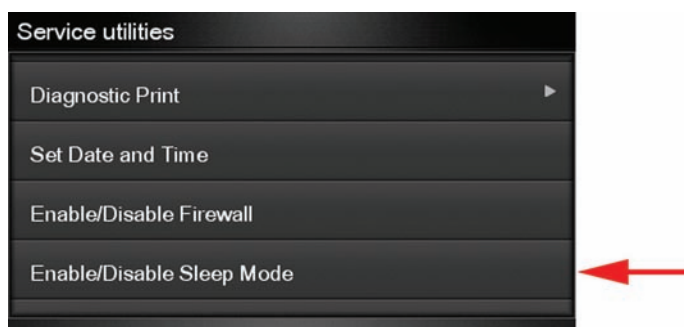 Service utilities
Diagnostic Print
Set Date and Time
Enable/Disable Firewall
Enable/Disable Sleep Mode